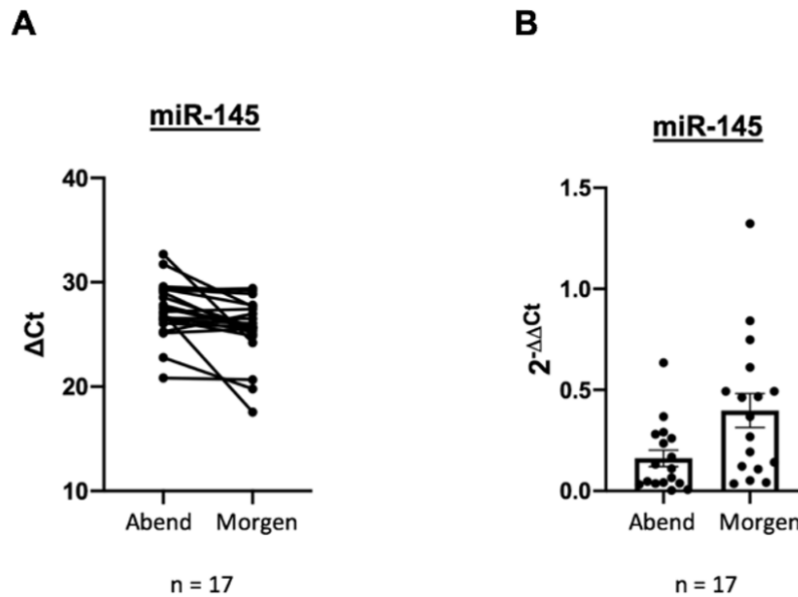 A
miR-145
40
30
20
10
ΔCt
Abend Morgen
n = 17
B
miR-145
1.5
1.0
0.5
0.0
2-ΔΔCt
Abend Morgen
n = 17